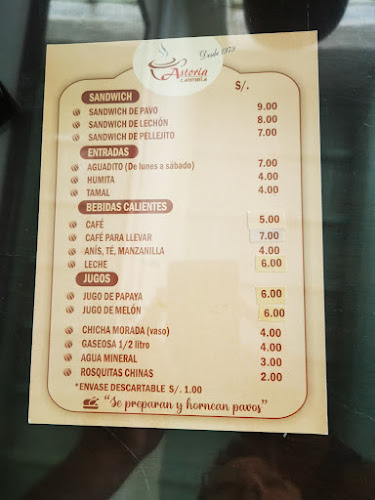 Desde 1979
Astoria
CAFETERÍA
S/.
SANDWICH
SANDWICH DE PAVO 9.00
SANDWICH DE LECHÓN 8.00
SANDWICH DE PELLEJITO 7.00
ENTRADAS
AGUADITO (De lunes a sábado) 7.00
HUMITA 4.00
TAMAL 4.00
BEBIDAS CALIENTES
CAFÉ 5.00
CAFÉ PARA LLEVAR 7.00
ANÍS, TÉ, MANZANILLA 4.00
LECHE 6.00
JUGOS
JUGO DE PAPAYA 6.00
JUGO DE MELÓN 6.00
CHICHA MORADA (vaso) 4.00
GASEOSA 1/2 litro 4.00
AGUA MINERAL 3.00
ROSQUITAS CHINAS 2.00
*ENVASE DESCARTABLE S/. 1.00
"Se preparan y hornean pavos"